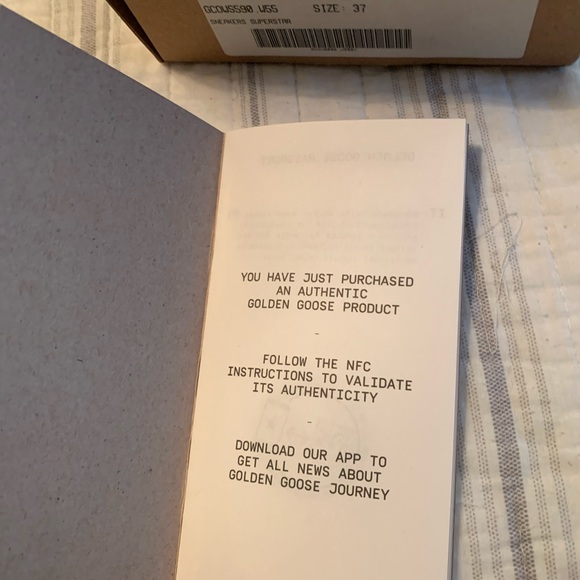 GCOWS590.W55 SIZE: 37
SNEAKERS SUPERSTAR
YOU HAVE JUST PURCHASED
AN AUTHENTIC
GOLDEN GOOSE PRODUCT
-
FOLLOW THE NFC
INSTRUCTIONS TO VALIDATE
ITS AUTHENTICITY
-
DOWNLOAD OUR APP TO
GET ALL NEWS ABOUT
GOLDEN GOOSE JOURNEY